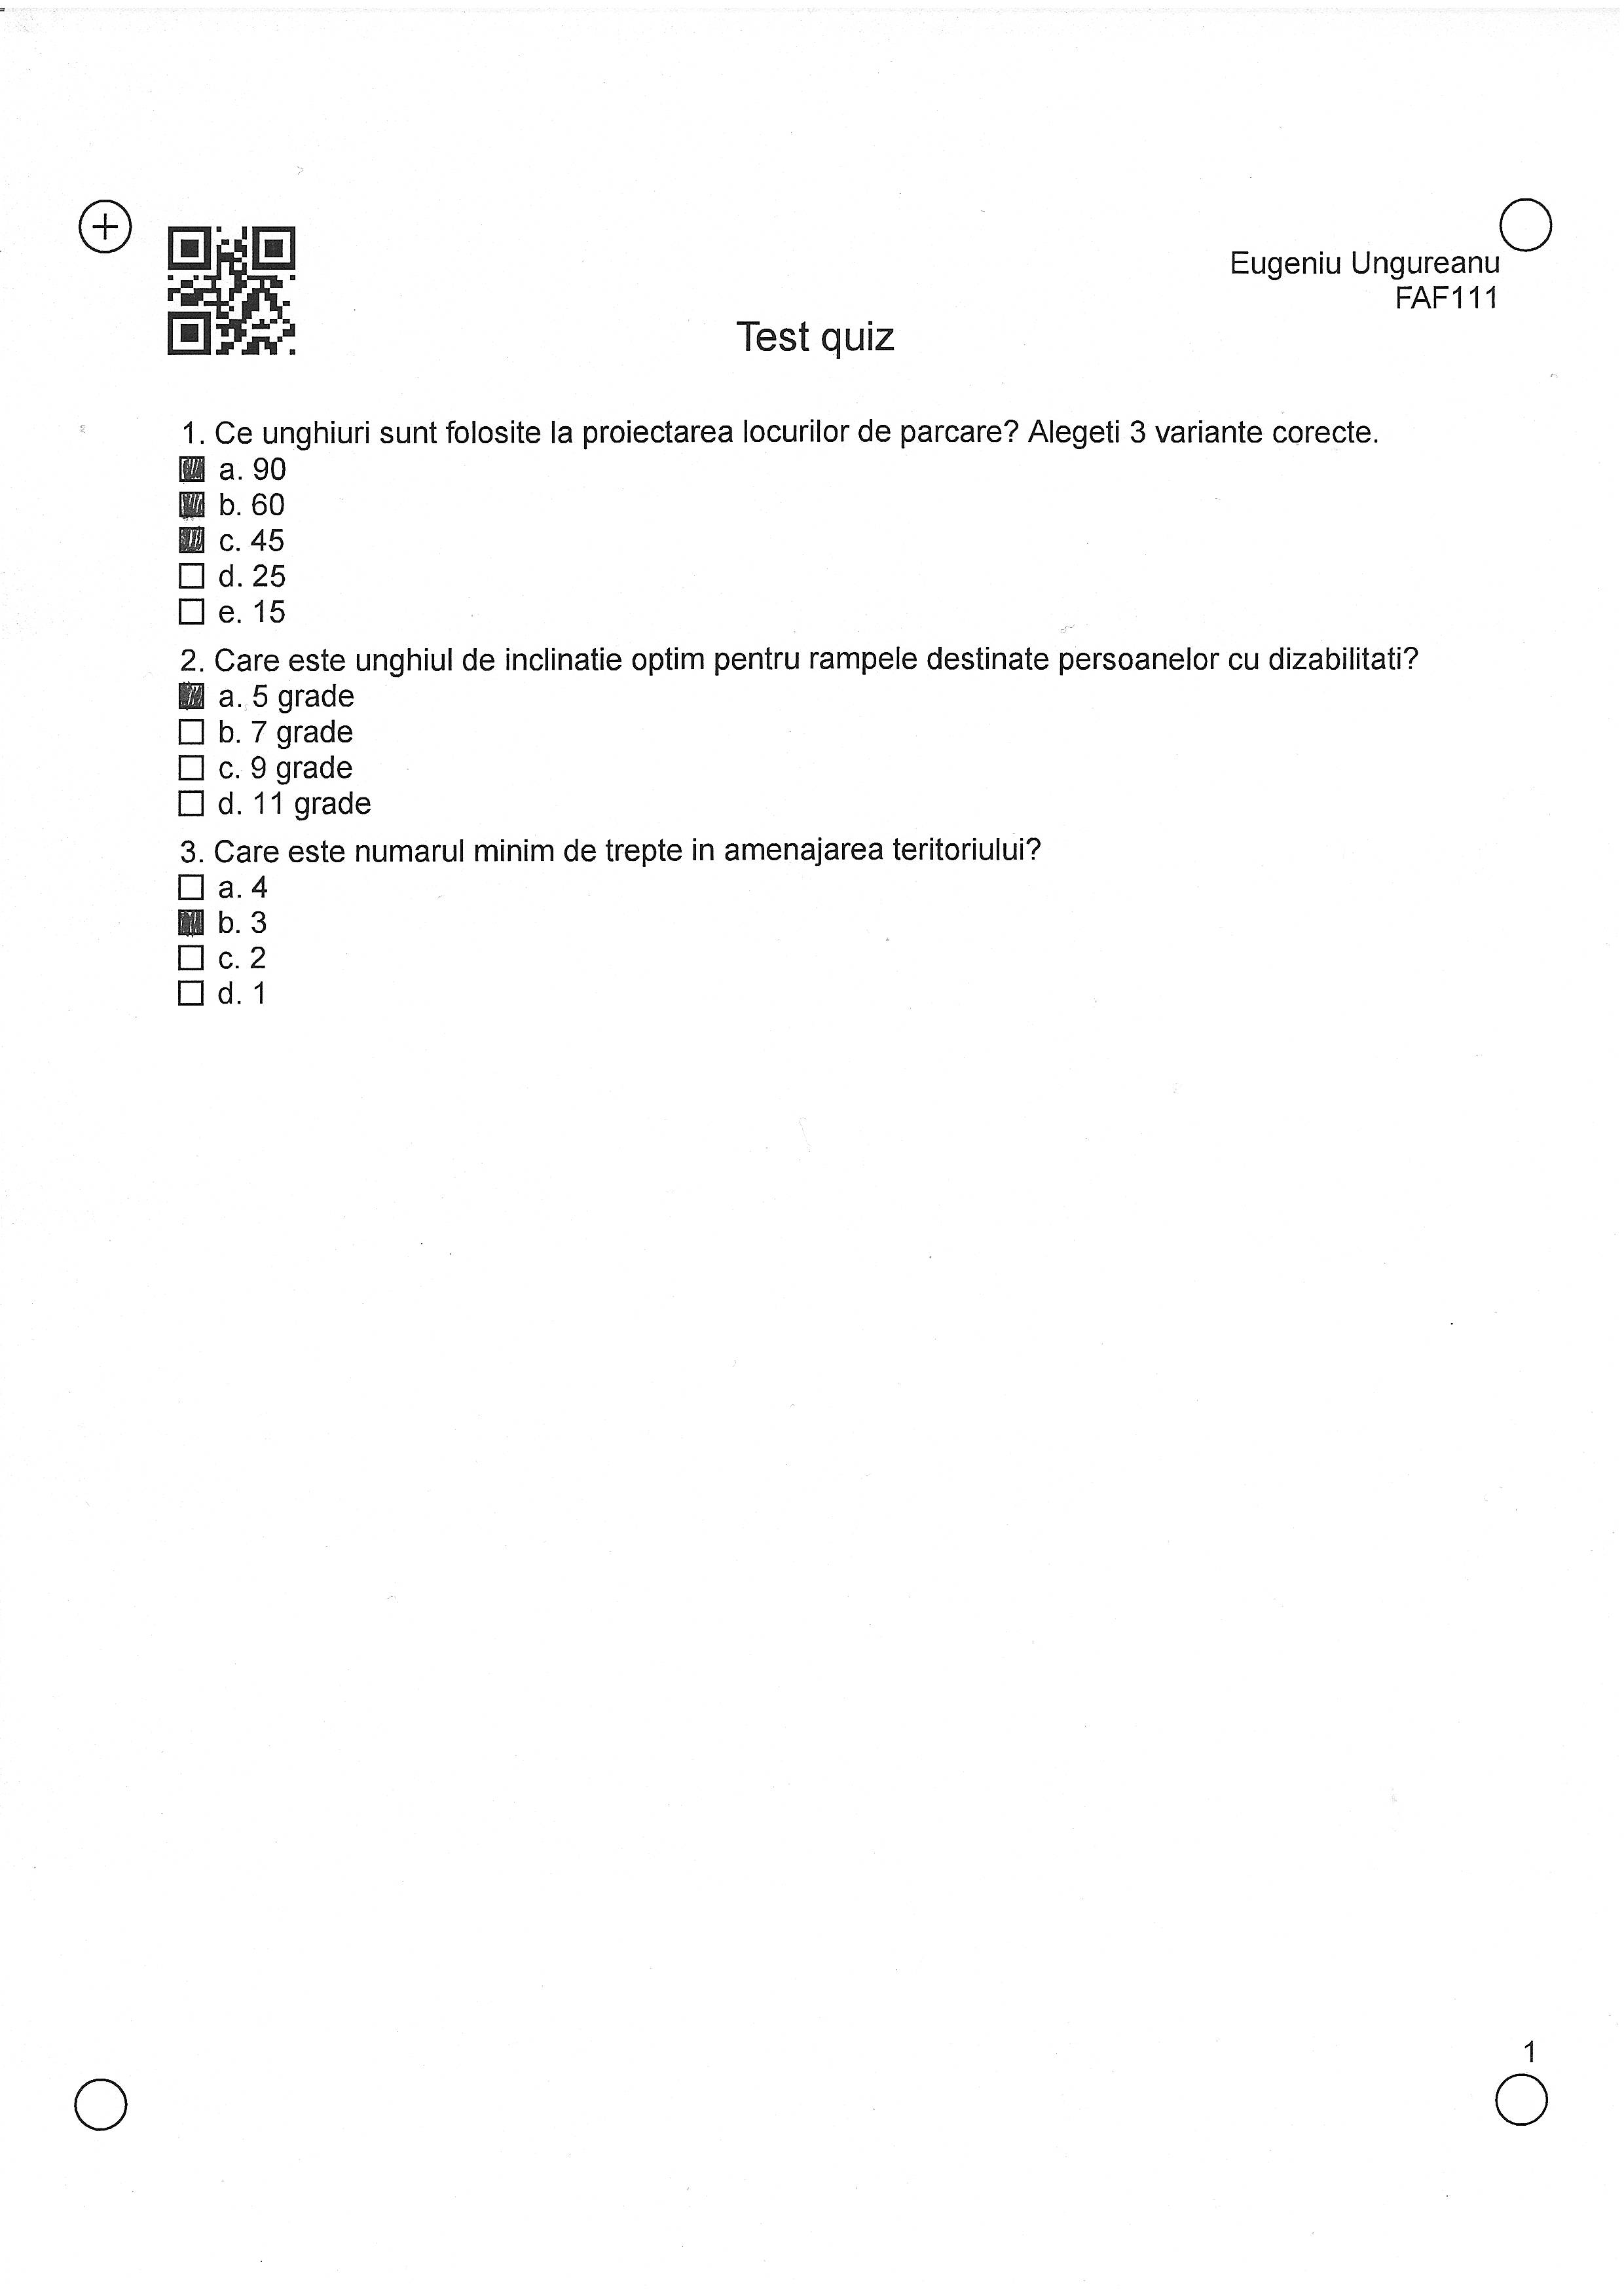 Eugeniu Ungureanu
FAF111
Test quiz
1. Ce unghiuri sunt folosite la proiectarea locurilor de parcare? Alegeti 3 variante corecte.
a. 90
b. 60
c. 45
d. 25
e. 15
2. Care este unghiul de inclinatie optim pentru rampele destinate persoanelor cu dizabilitati?
a. 5 grade
b. 7 grade
c. 9 grade
d. 11 grade
3. Care este numarul minim de trepte in amenajarea teritoriului?
a. 4
b. 3
c. 2
d. 1
1